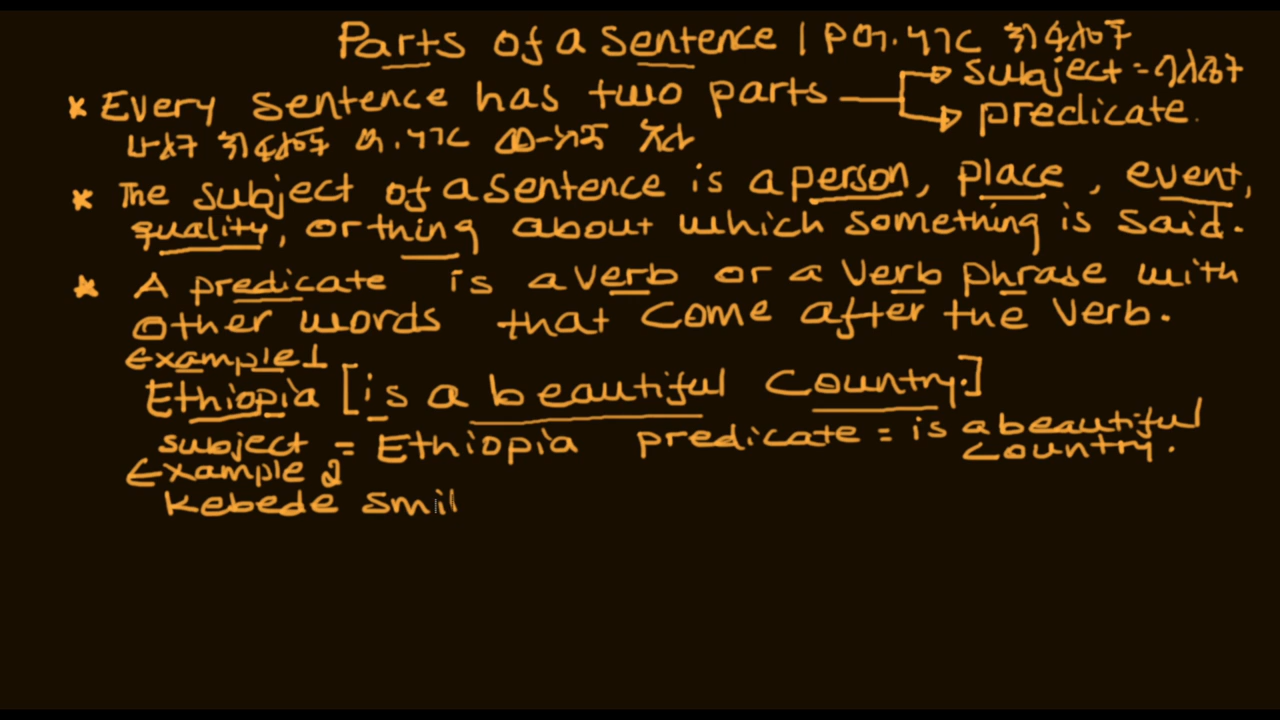 Parts of a sentence |
subject =
* Every sentence has two parts
predicate.
* The subject of a sentence is a person, place, event,
quality, or thing about which something is said.
* A predicate is a verb or a verb phrase with
other words that come after the verb.
Example 1
Ethiopia [is a beautiful country.]
subject = Ethiopia predicate = is a beautiful
country.
Example 2
kebede smil